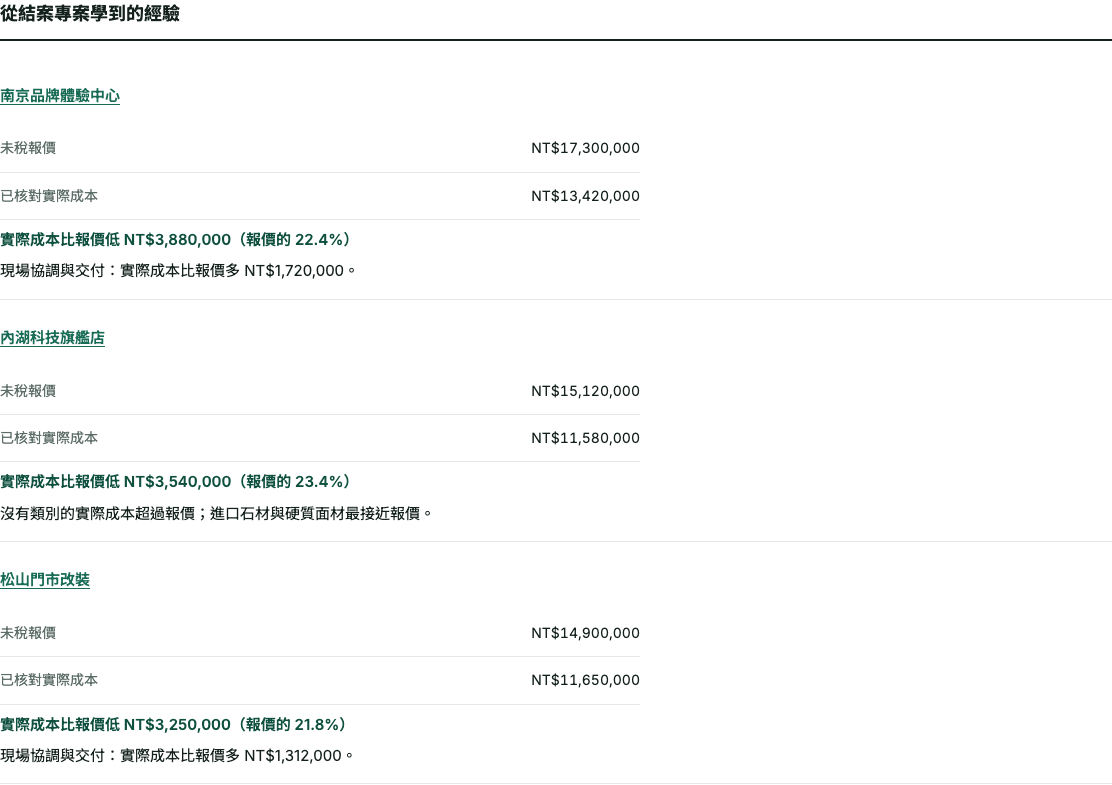 從結案專案學到的經驗
南京品牌體驗中心
未稅報價 NT$17,300,000
已核對實際成本 NT$13,420,000
實際成本比報價低 NT$3,880,000（報價的 22.4%）
現場協調與交付：實際成本比報價多 NT$1,720,000。
內湖科技旗艦店
未稅報價 NT$15,120,000
已核對實際成本 NT$11,580,000
實際成本比報價低 NT$3,540,000（報價的 23.4%）
沒有類別的實際成本超過報價；進口石材與硬質面材最接近報價。
松山門市改裝
未稅報價 NT$14,900,000
已核對實際成本 NT$11,650,000
實際成本比報價低 NT$3,250,000（報價的 21.8%）
現場協調與交付：實際成本比報價多 NT$1,312,000。